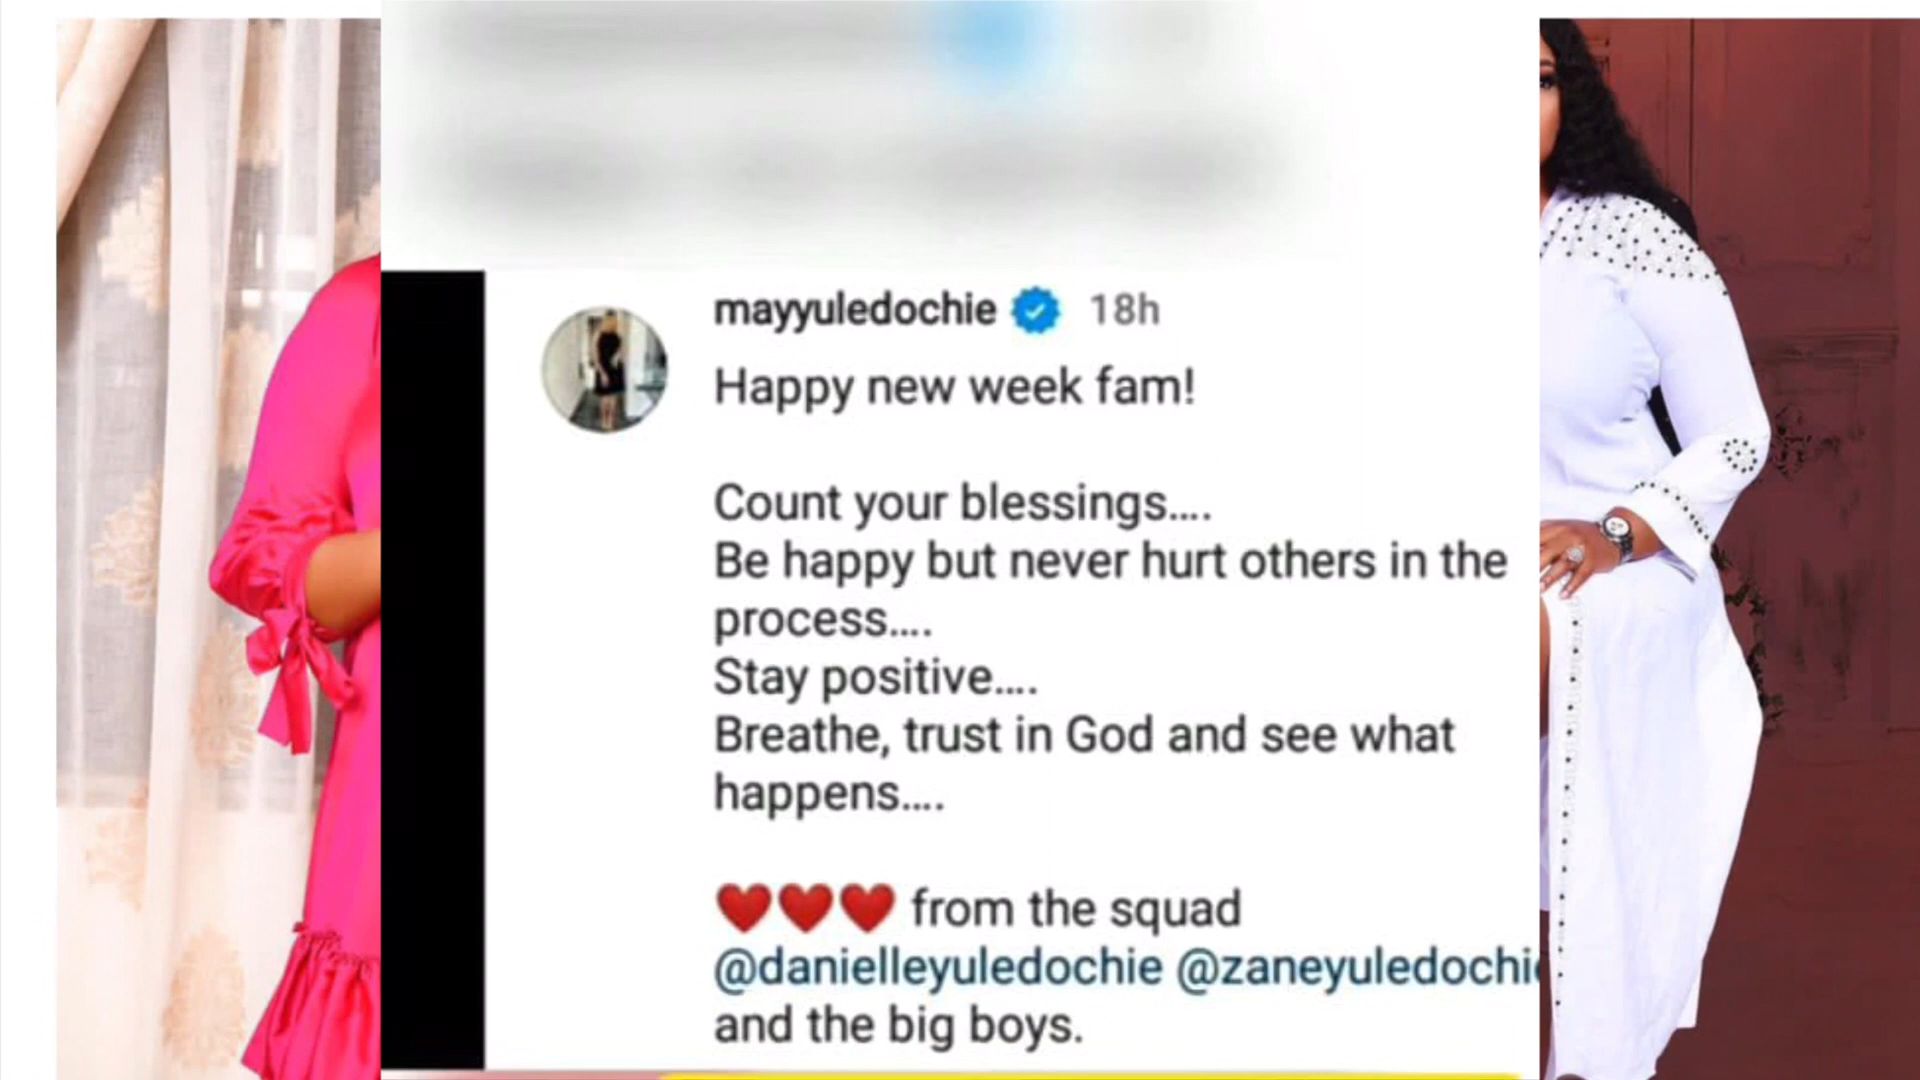 mayyuledochie 18h
Happy new week fam!
Count your blessings....
Be happy but never hurt others in the
process....
Stay positive....
Breathe, trust in God and see what
happens....
❤️❤️❤️ from the squad
@danielleyuledochie @zaneyuledochie
and the big boys.